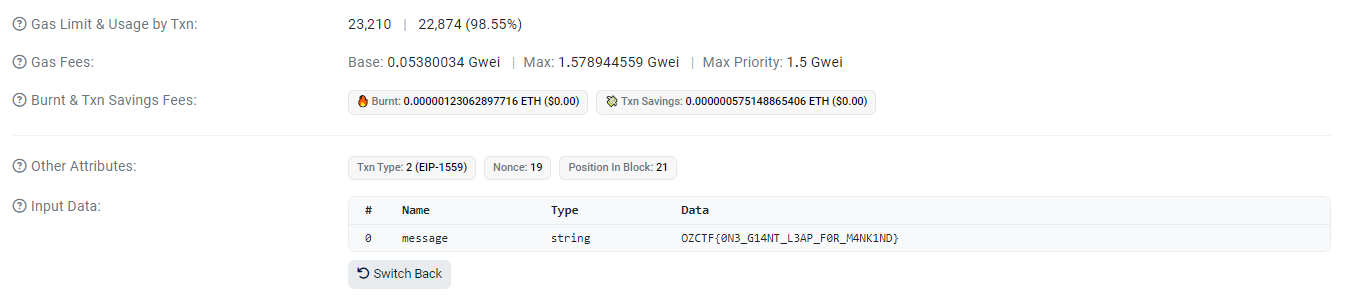 Gas Limit & Usage by Txn: 23,210 | 22,874 (98.55%)
Gas Fees: Base: 0.05380034 Gwei | Max: 1.578944559 Gwei | Max Priority: 1.5 Gwei
Burnt & Txn Savings Fees: 🔥 Burnt: 0.00000123062897716 ETH ($0.00) 💸 Txn Savings: 0.000000575148865406 ETH ($0.00)
Other Attributes: Txn Type: 2 (EIP-1559) Nonce: 19 Position In Block: 21
Input Data:
# Name Type Data
0 message string OZCTF{0N3_G14NT_L3AP_F0R_M4NK1ND}
Switch Back